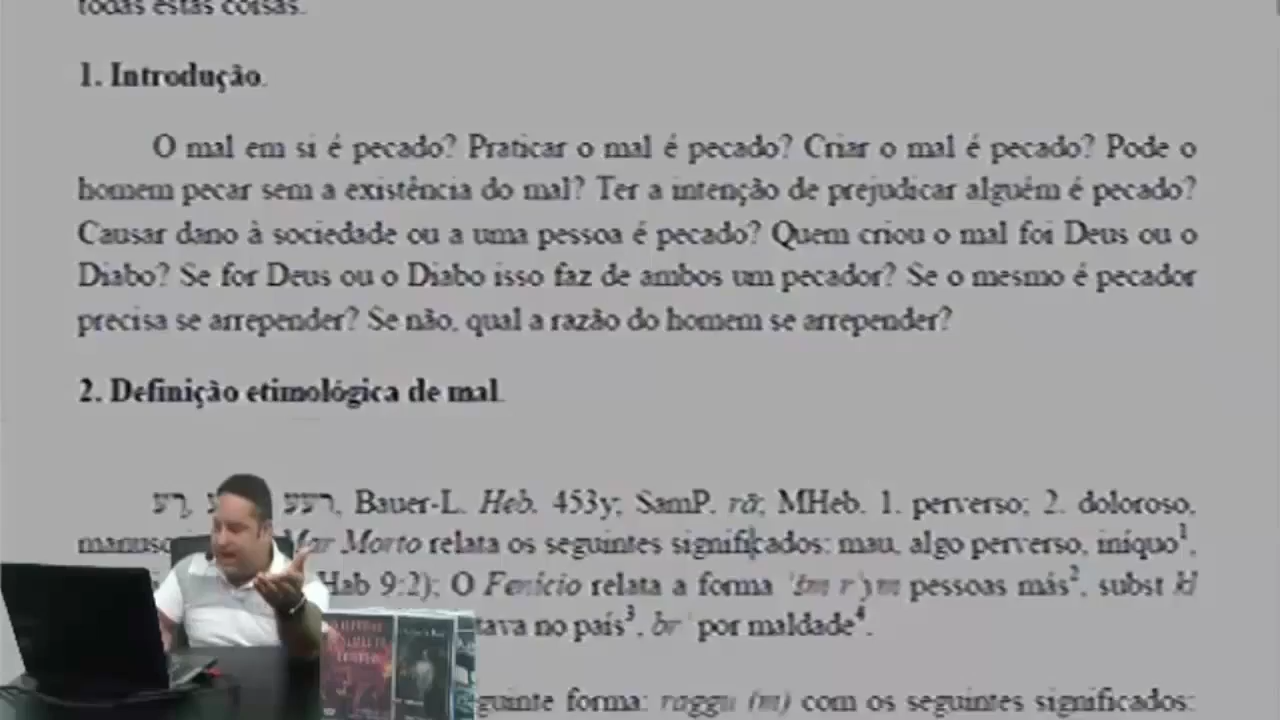 todas estas coisas.
1. Introdução.
O mal em si é pecado? Praticar o mal é pecado? Criar o mal é pecado? Pode o
homem pecar sem a existência do mal? Ter a intenção de prejudicar alguém é pecado?
Causar dano à sociedade ou a uma pessoa é pecado? Quem criou o mal foi Deus ou o
Diabo? Se for Deus ou o Diabo isso faz de ambos um pecador? Se o mesmo é pecador
precisa se arrepender? Se não, qual a razão do homem se arrepender?
2. Definição etimológica de mal.
רע, רעע, Bauer-L. Heb. 453y; SamP. rā; MHeb. 1. perverso; 2. doloroso,
Mar Morto relata os seguintes significados: mau, algo perverso, iníquo¹,
Hab 9:2); O Fenício relata a forma pessoas más², subst
no país³, por maldade⁴.
forma: raggu (m) com os seguintes significados: